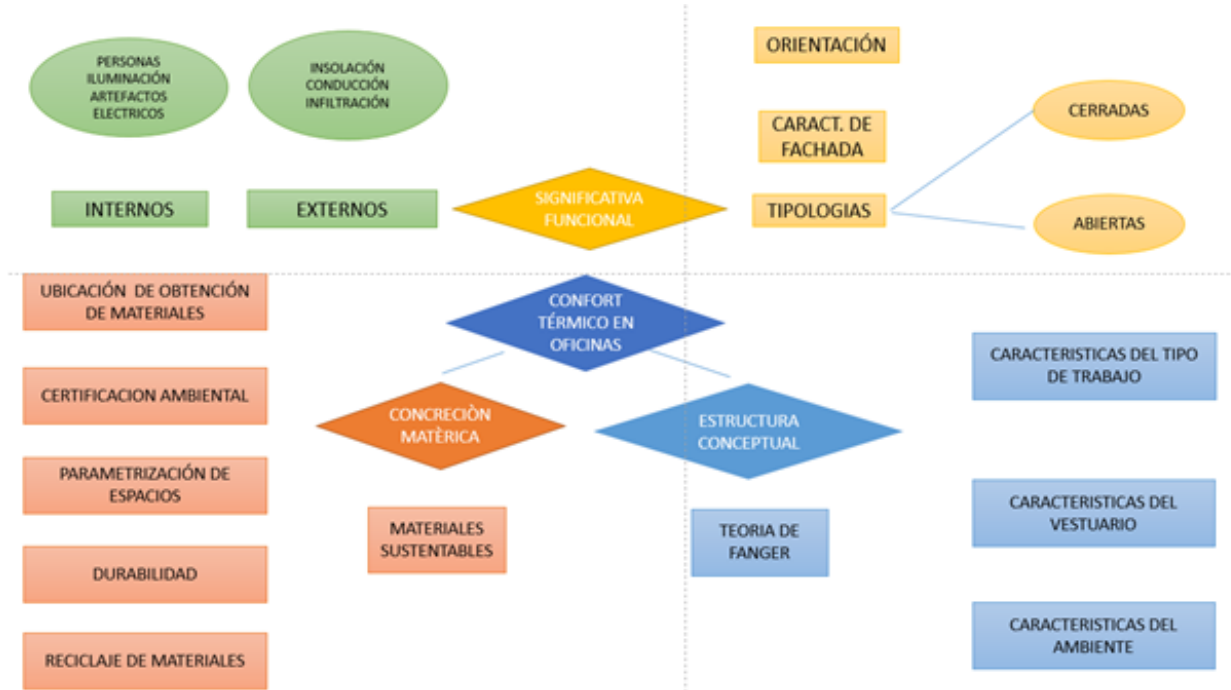 PERSONAS
ILUMINACIÓN
ARTEFACTOS
ELECTRICOS
INSOLACIÓN
CONDUCCIÓN
INFILTRACIÓN
INTERNOS
EXTERNOS
SIGNIFICATIVA
FUNCIONAL
ORIENTACIÓN
CARACT. DE
FACHADA
TIPOLOGIAS
CERRADAS
ABIERTAS
UBICACIÓN DE OBTENCIÓN
DE MATERIALES
CERTIFICACION AMBIENTAL
PARAMETRIZACIÓN DE
ESPACIOS
DURABILIDAD
RECICLAJE DE MATERIALES
CONFORT
TÉRMICO EN
OFICINAS
CONCRECIÒN
MATÈRICA
MATERIALES
SUSTENTABLES
ESTRUCTURA
CONCEPTUAL
TEORIA DE
FANGER
CARACTERISTICAS DEL TIPO
DE TRABAJO
CARACTERISTICAS DEL
VESTUARIO
CARACTERISTICAS DEL
AMBIENTE